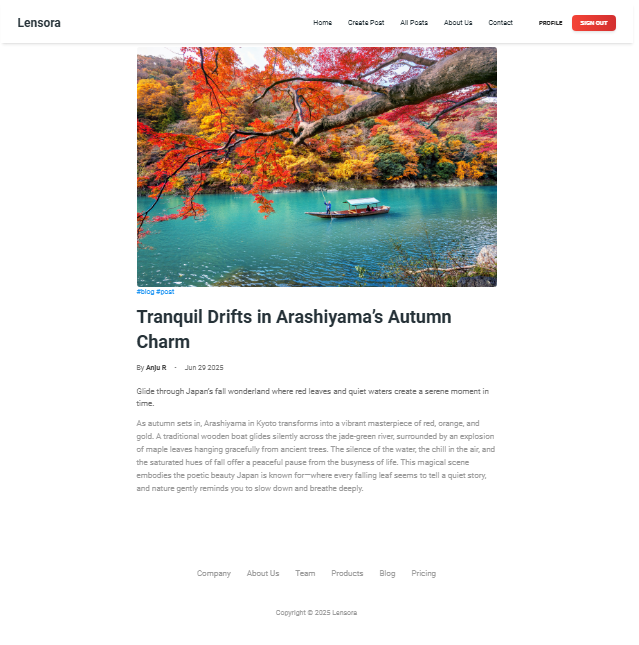 Lensora
Home Create Post All Posts About Us Contact PROFILE SIGN OUT
#blog #post
Tranquil Drifts in Arashiyama’s Autumn
Charm
By Anju R - Jun 29 2025
Glide through Japan’s fall wonderland where red leaves and quiet waters create a serene moment in
time.
As autumn sets in, Arashiyama in Kyoto transforms into a vibrant masterpiece of red, orange, and
gold. A traditional wooden boat glides silently across the jade-green river, surrounded by an explosion
of maple leaves hanging gracefully from ancient trees. The silence of the water, the chill in the air, and
the saturated hues of fall offer a peaceful pause from the busyness of life. This magical scene
embodies the poetic beauty Japan is known for—where every falling leaf seems to tell a quiet story,
and nature gently reminds you to slow down and breathe deeply.
Company About Us Team Products Blog Pricing
Copyright © 2025 Lensora